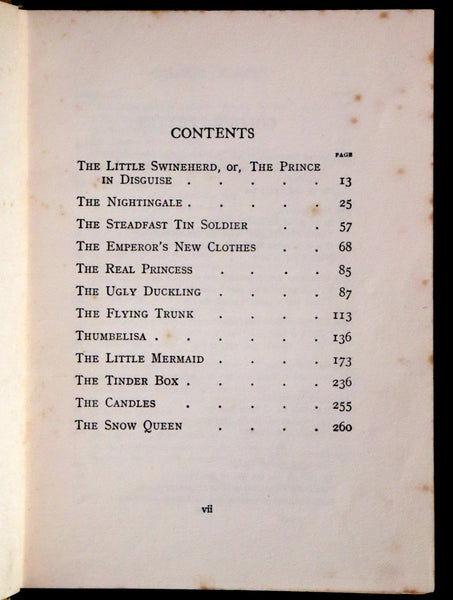 CONTENTS
PAGE
THE LITTLE SWINEHERD, OR, THE PRINCE
IN DISGUISE . . . . . 13
THE NIGHTINGALE . . . . . 25
THE STEADFAST TIN SOLDIER . . 57
THE EMPEROR'S NEW CLOTHES . . 68
THE REAL PRINCESS . . . . 85
THE UGLY DUCKLING . . . . 87
THE FLYING TRUNK . . . . 113
THUMBELISA . . . . . 136
THE LITTLE MERMAID . . . . 173
THE TINDER BOX . . . . . 236
THE CANDLES . . . . . 255
THE SNOW QUEEN . . . . 260
vii